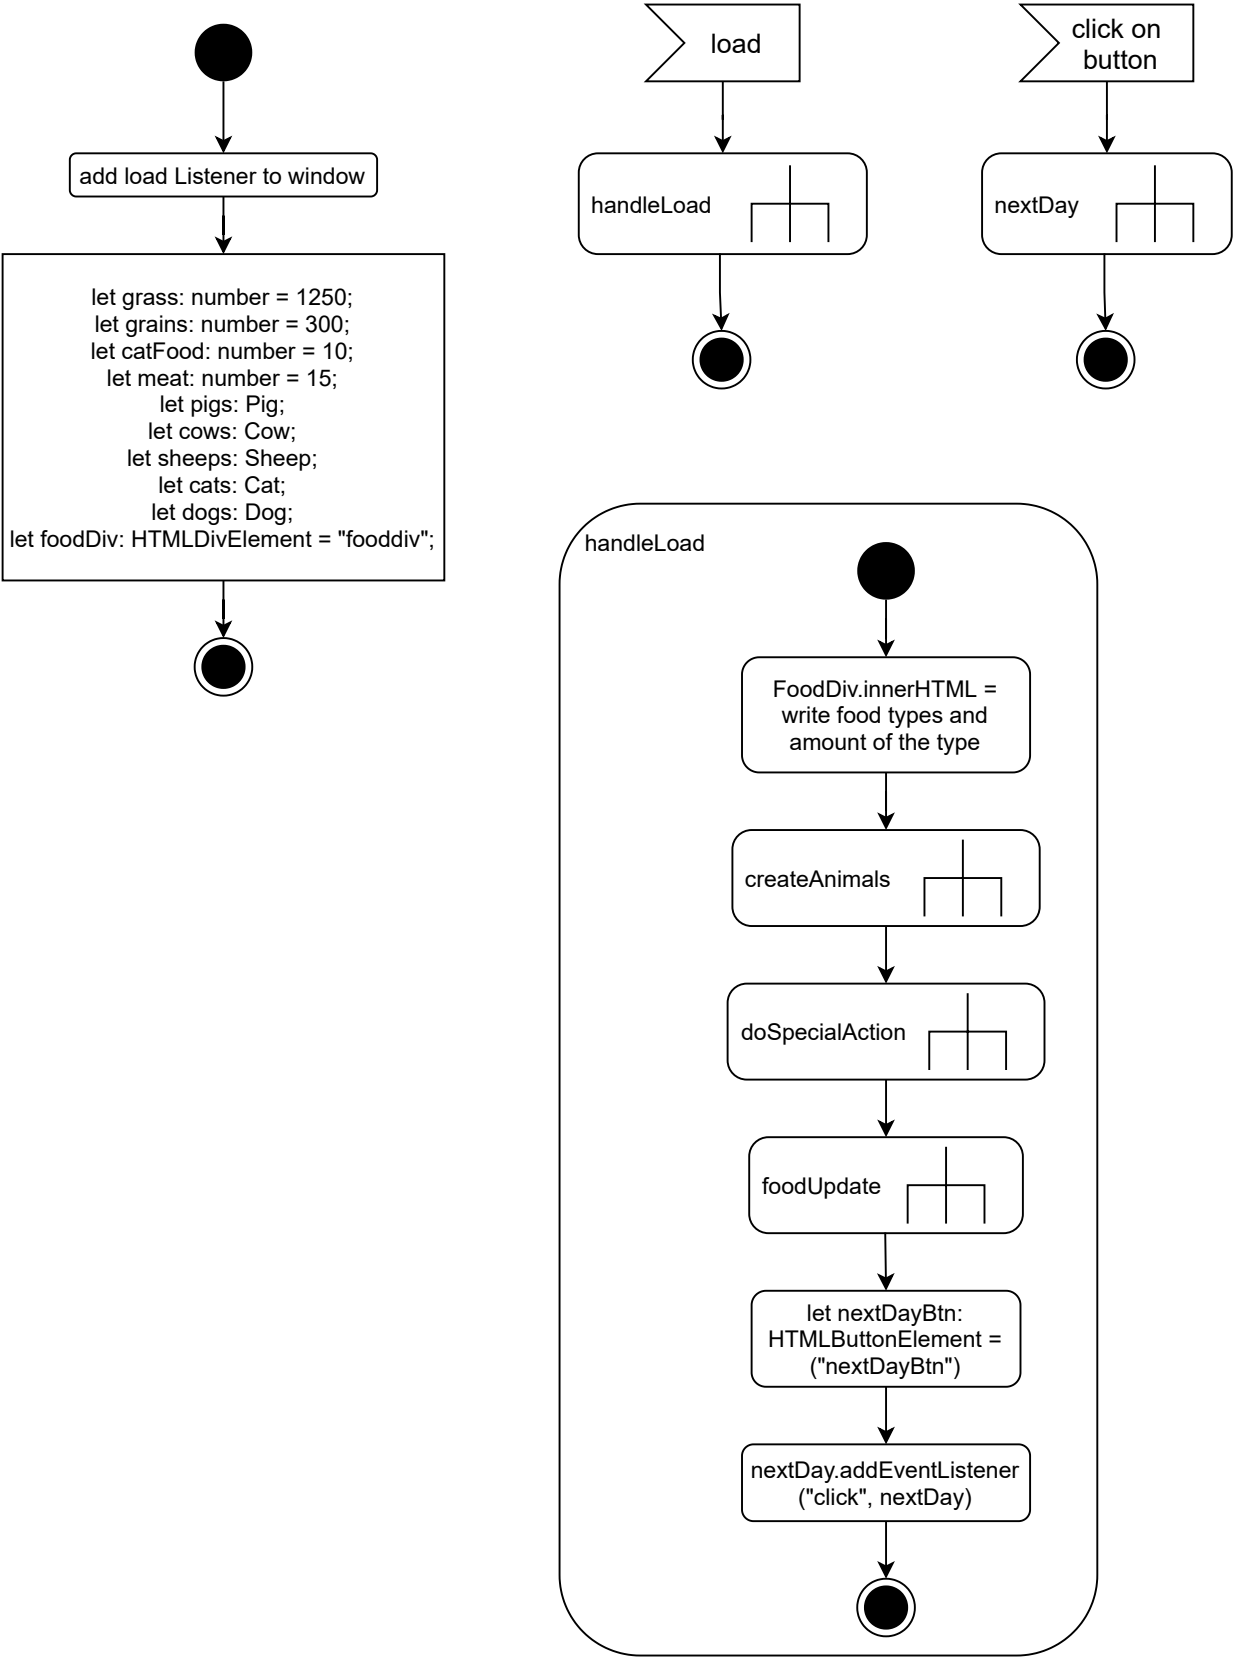 add load Listener to window
let grass: number = 1250;
let grains: number = 300;
let catFood: number = 10;
let meat: number = 15;
let pigs: Pig;
let cows: Cow;
let sheeps: Sheep;
let cats: Cat;
let dogs: Dog;
let foodDiv: HTMLDivElement = "fooddiv";
load
handleLoad
click on
button
nextDay
handleLoad
FoodDiv.innerHTML =
write food types and
amount of the type
createAnimals
doSpecialAction
foodUpdate
let nextDayBtn:
HTMLButtonElement =
("nextDayBtn")
nextDay.addEventListener
("click", nextDay)